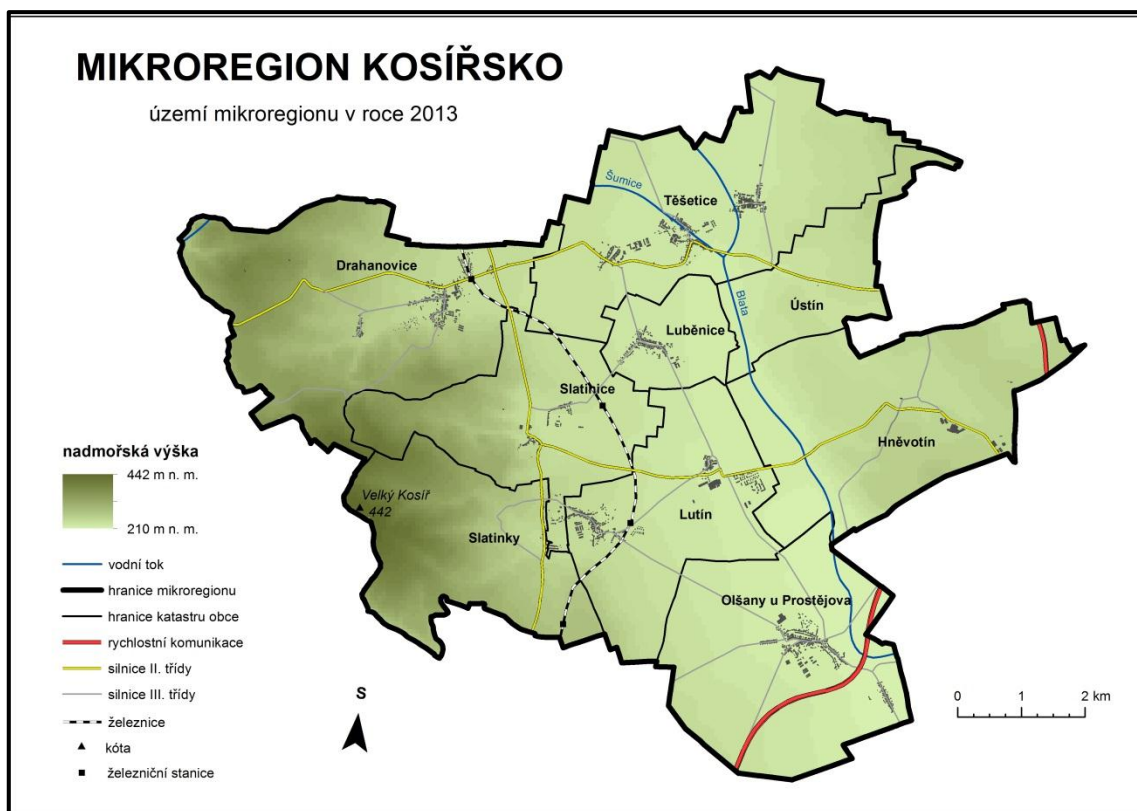 MIKROREGION KOSÍŘSKO
území mikroregionu v roce 2013
Šumice
Těšetice
Drahanovice
Blata
Ústín
Luběnice
Slatinice
Hněvotín
nadmořská výška
442 m n. m.
210 m n. m.
Velký Kosíř
442
Slatinky
Lutín
Olšany u Prostějova
vodní tok
hranice mikroregionu
hranice katastru obce
rychlostní komunikace
silnice II. třídy
silnice III. třídy
železnice
kóta
železniční stanice
S
0 1 2 km